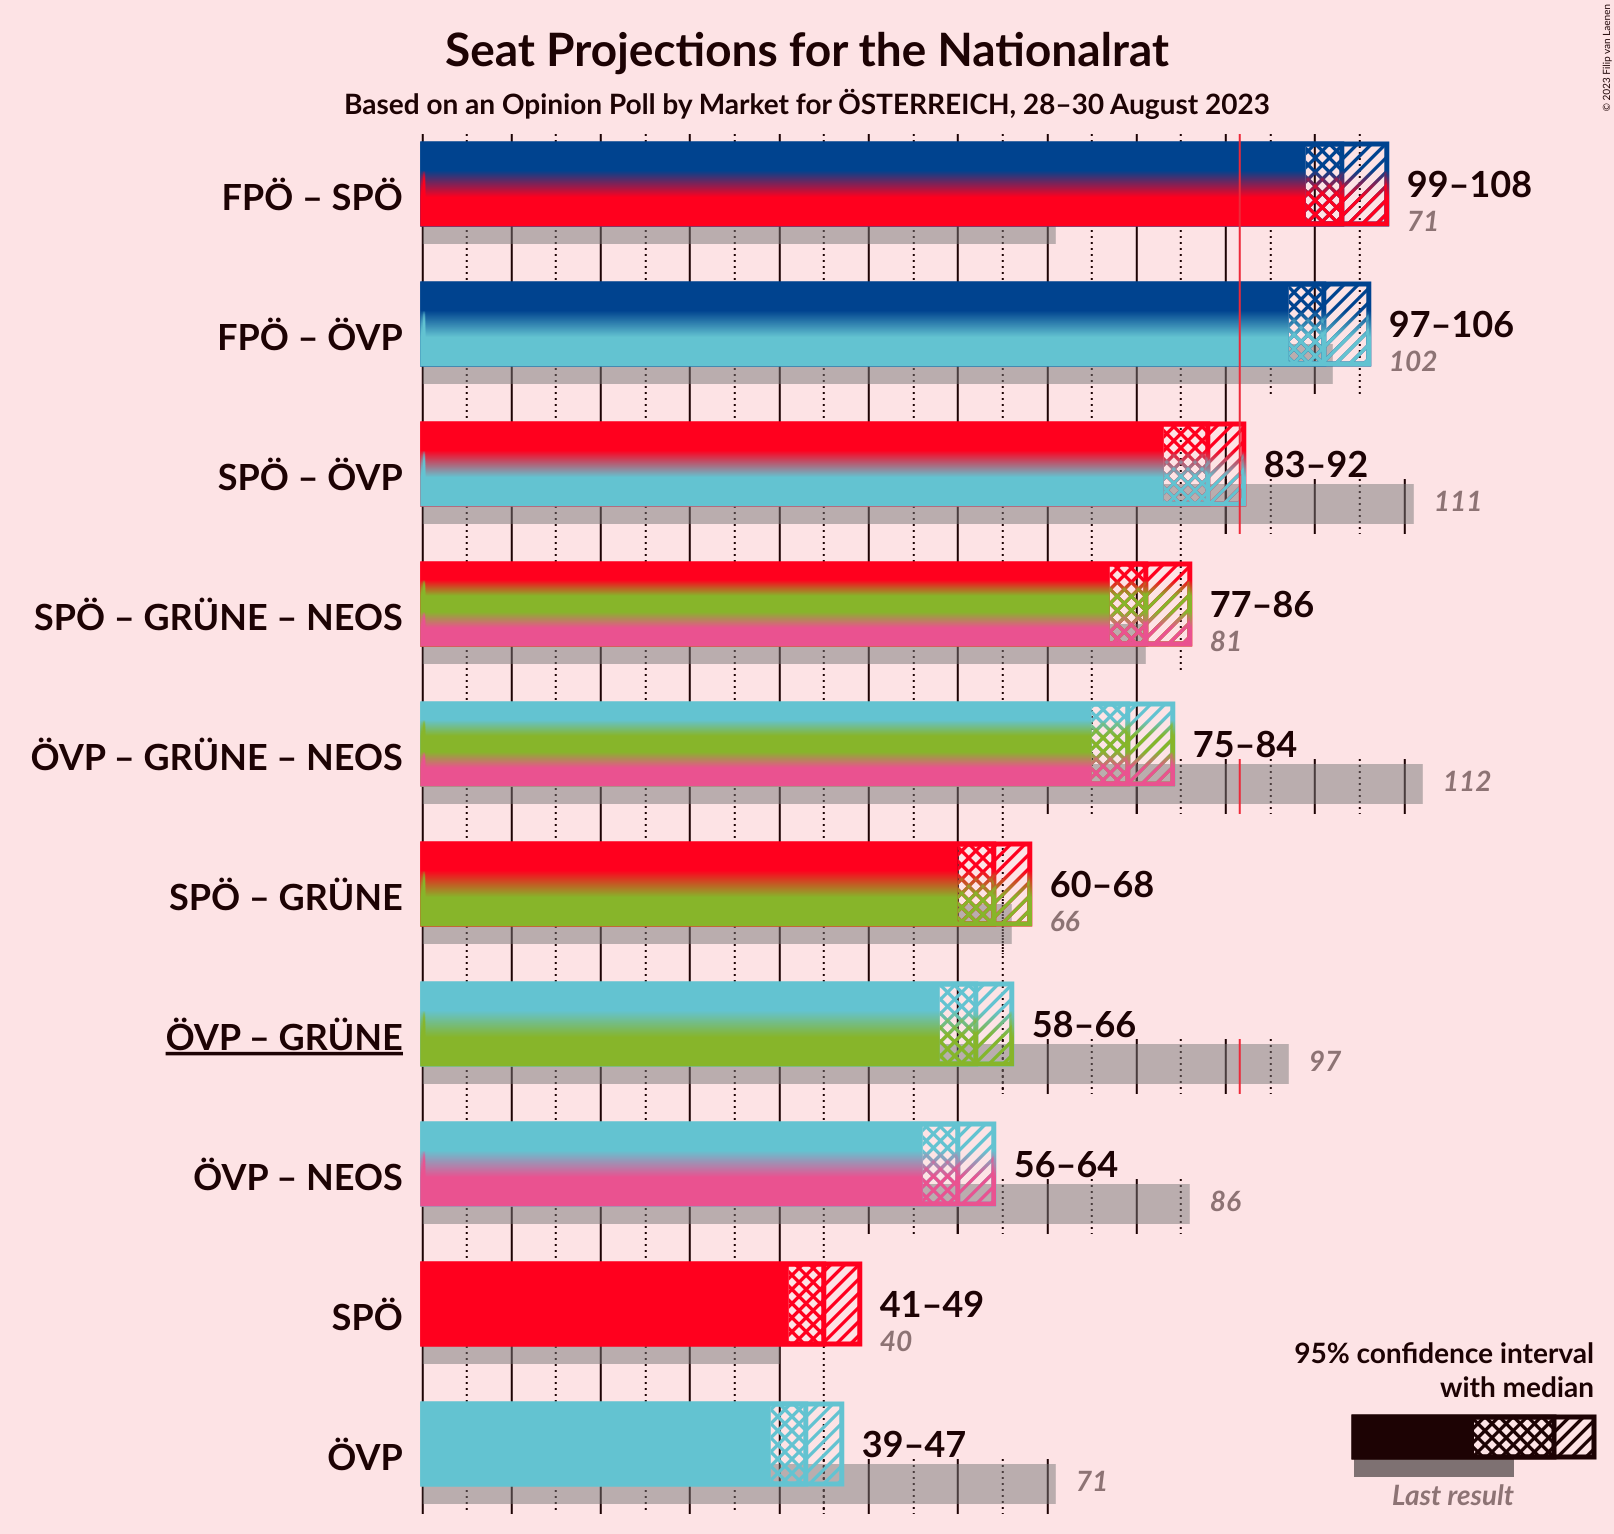 Seat Projections for the Nationalrat
Based on an Opinion Poll by Market for ÖSTERREICH, 28–30 August 2023
© 2023 Filip van Laenen
FPÖ – SPÖ
99–108
71
FPÖ – ÖVP
97–106
102
SPÖ – ÖVP
83–92
111
SPÖ – GRÜNE – NEOS
77–86
81
ÖVP – GRÜNE – NEOS
75–84
112
SPÖ – GRÜNE
60–68
66
ÖVP – GRÜNE
58–66
97
ÖVP – NEOS
56–64
86
SPÖ
41–49
40
ÖVP
39–47
71
95% confidence interval
with median
Last result